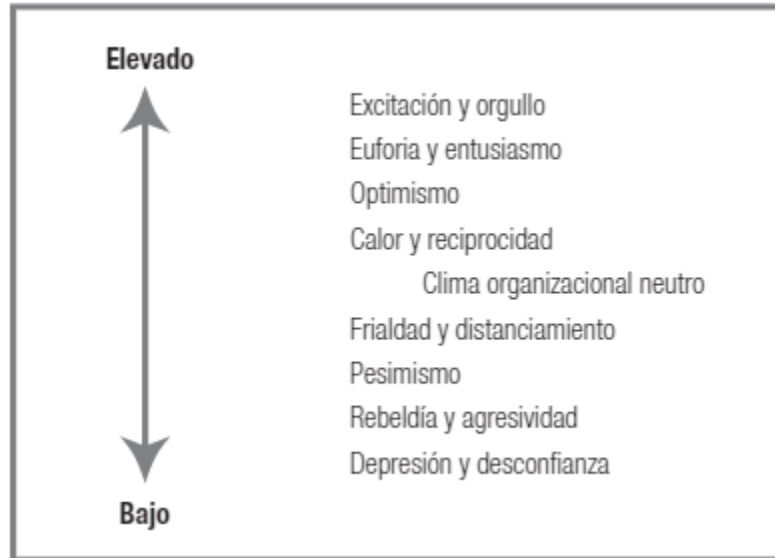 Elevado
Excitación y orgullo
Euforia y entusiasmo
Optimismo
Calor y reciprocidad
Clima organizacional neutro
Frialdad y distanciamiento
Pesimismo
Rebeldía y agresividad
Depresión y desconfianza
Bajo